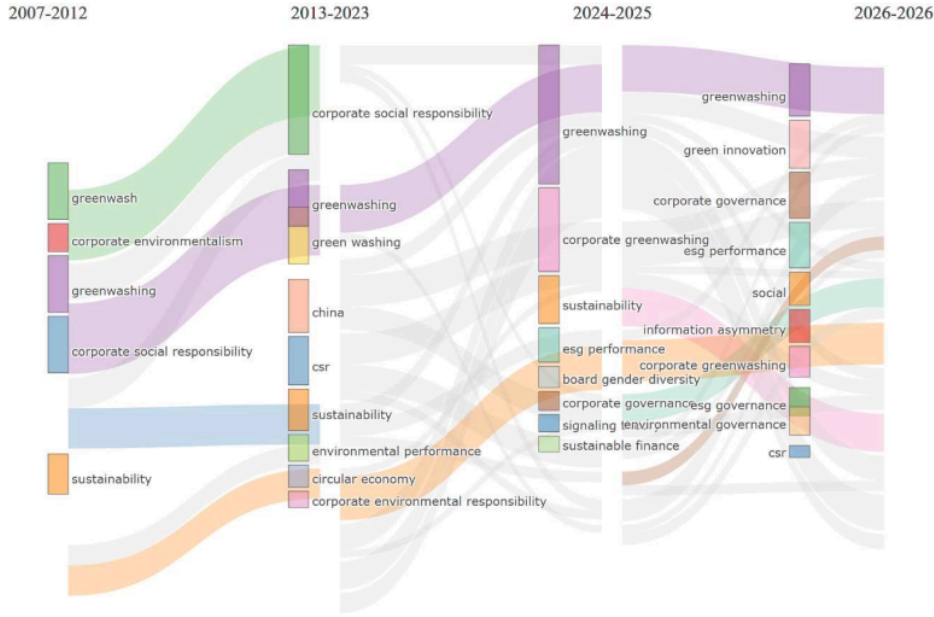 2007-2012
2013-2023
2024-2025
2026-2026
greenwash
corporate environmentalism
greenwashing
corporate social responsibility
sustainability
corporate social responsibility
greenwashing
green washing
china
csr
sustainability
environmental performance
circular economy
corporate environmental responsibility
greenwashing
corporate greenwashing
sustainability
esg performance
board gender diversity
corporate governance
signaling
sustainable finance
greenwashing
green innovation
corporate governance
esg performance
social
information asymmetry
corporate greenwashing
esg governance
environmental governance
csr